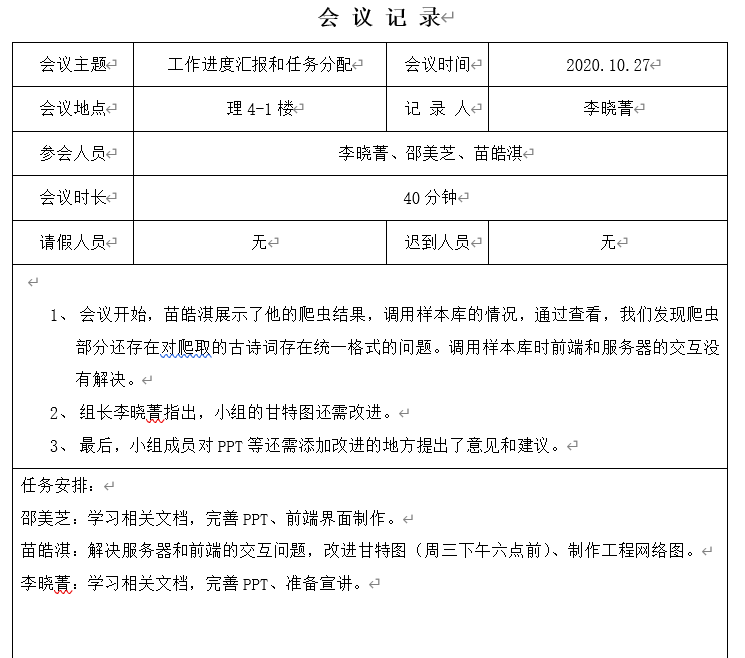 会 议 记 录
会议主题 工作进度汇报和任务分配 会议时间 2020.10.27
会议地点 理 4-1 楼 记 录 人 李晓菁
参会人员 李晓菁、邵美芝、苗皓淇
会议时长 40 分钟
请假人员 无 迟到人员 无
1、 会议开始，苗皓淇展示了他的爬虫结果，调用样本库的情况，通过查看，我们发现爬虫
部分还存在对爬取的古诗词存在统一格式的问题。调用样本库时前端和服务器的交互没
有解决。
2、 组长李晓菁指出，小组的甘特图还需改进。
3、 最后，小组成员对 PPT 等还需添加改进的地方提出了意见和建议。
任务安排：
邵美芝：学习相关文档，完善 PPT、前端界面制作。
苗皓淇：解决服务器和前端的交互问题，改进甘特图（周三下午六点前）、制作工程网络图。
李晓菁：学习相关文档，完善 PPT、准备宣讲。